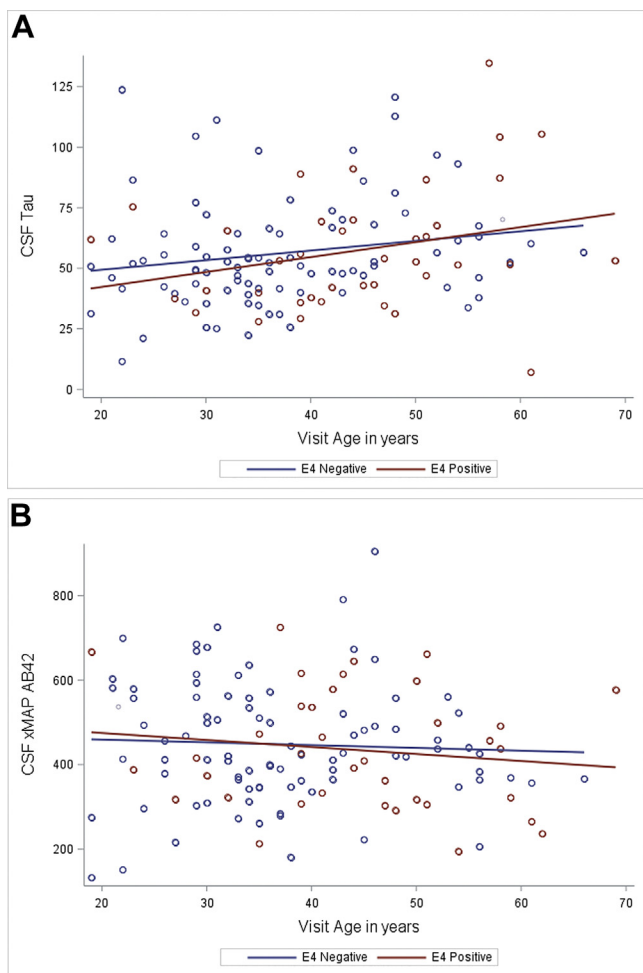 A
CSF Tau
125
100
75
50
25
0
20 30 40 50 60 70
Visit Age in years
E4 Negative E4 Positive
B
CSF xMAP AB42
800
600
400
200
20 30 40 50 60 70
Visit Age in years
E4 Negative E4 Positive